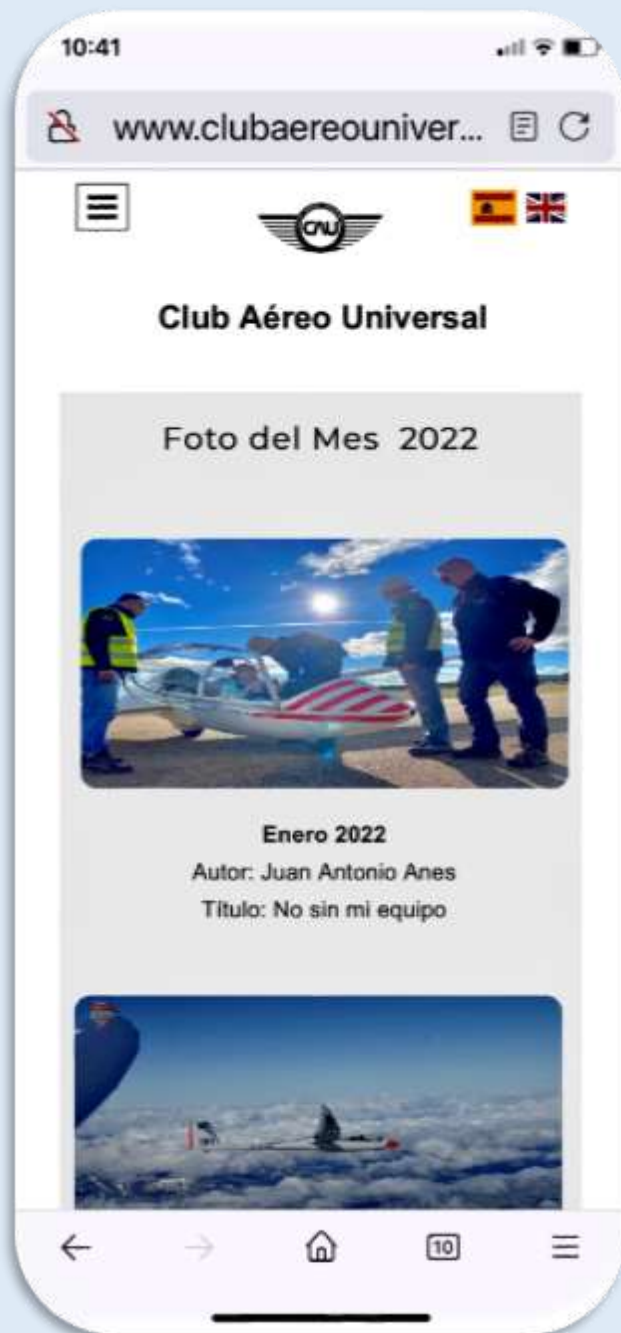 10:41
www.clubaereouniver...
CAU
Club Aéreo Universal
Foto del Mes 2022
Enero 2022
Autor: Juan Antonio Anes
Título: No sin mi equipo
10